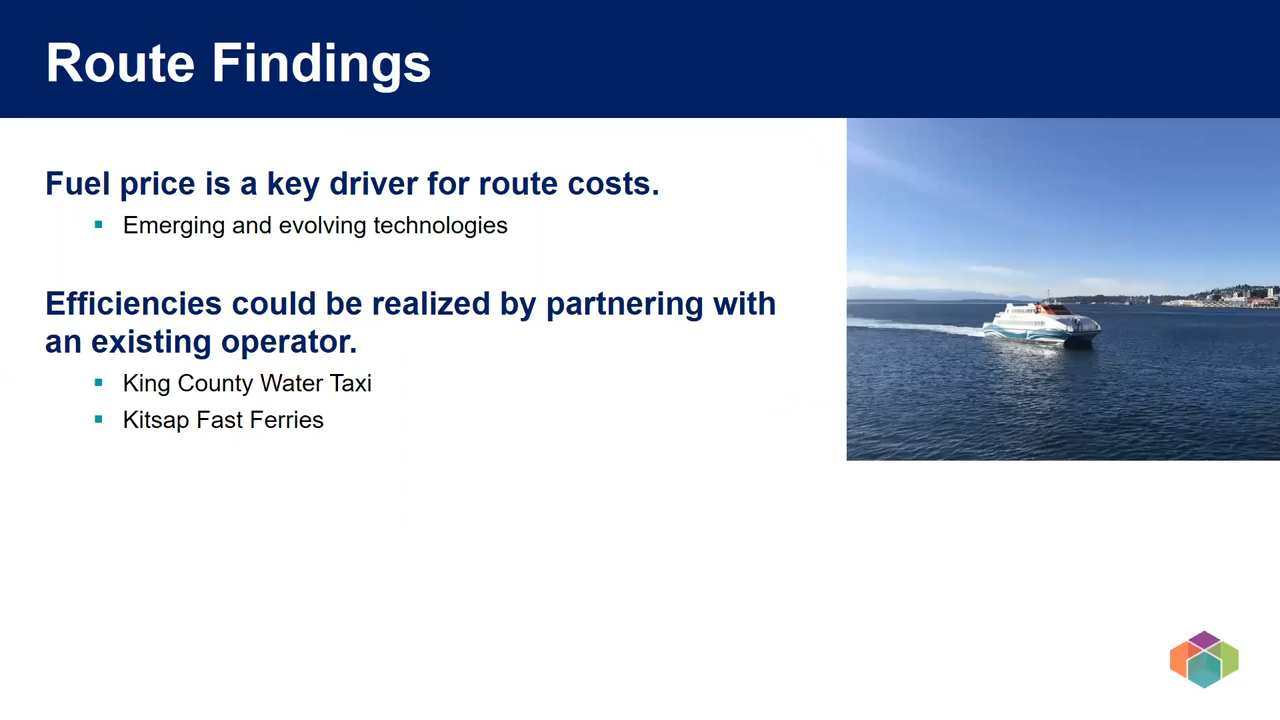 Route Findings
Fuel price is a key driver for route costs.
Emerging and evolving technologies
Efficiencies could be realized by partnering with
an existing operator.
King County Water Taxi
Kitsap Fast Ferries